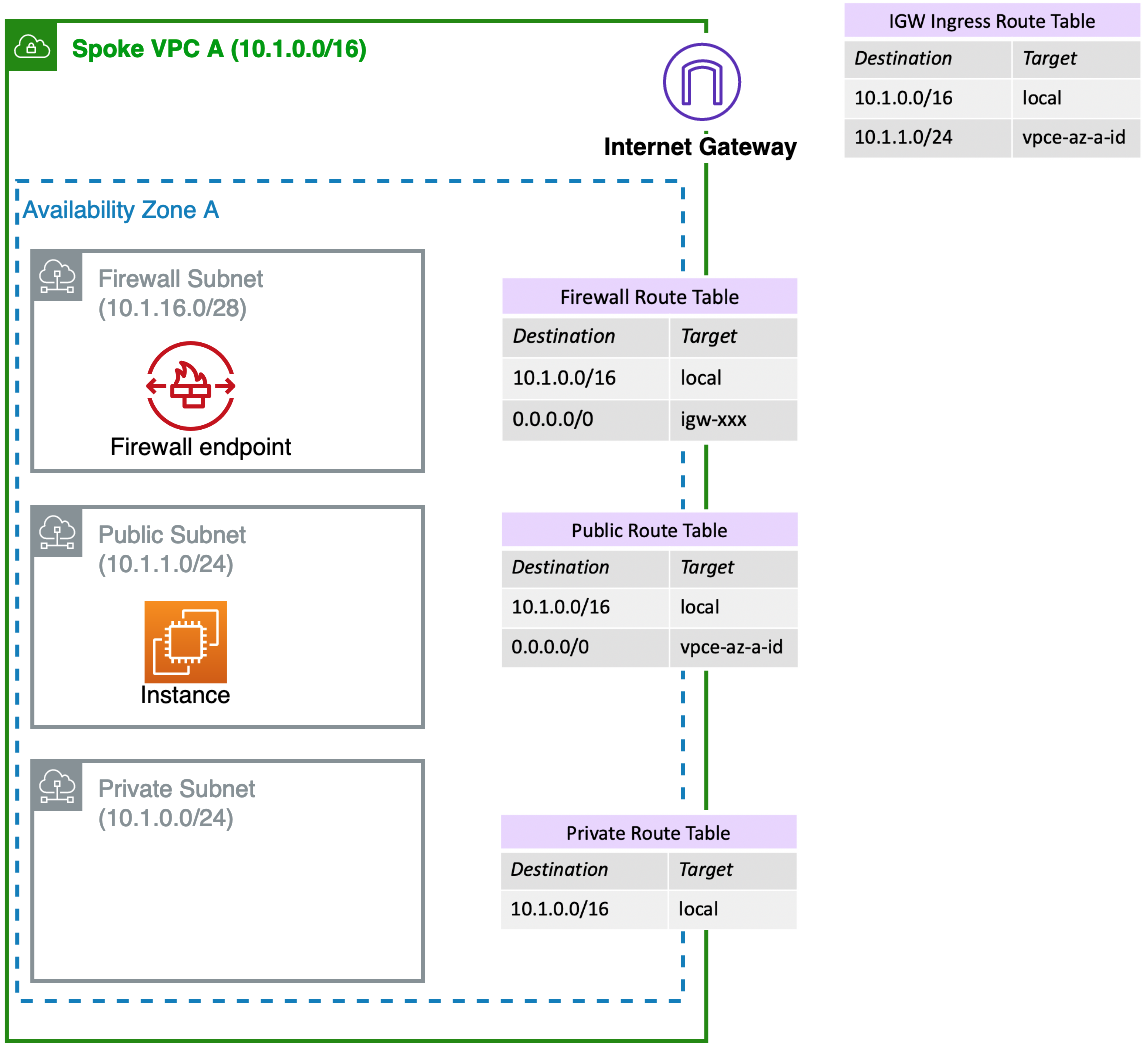 Spoke VPC A (10.1.0.0/16)
Internet Gateway
IGW Ingress Route Table
Destination Target
10.1.0.0/16 local
10.1.1.0/24 vpce-az-a-id
Availability Zone A
Firewall Subnet
(10.1.16.0/28)
Firewall endpoint
Firewall Route Table
Destination Target
10.1.0.0/16 local
0.0.0.0/0 igw-xxx
Public Subnet
(10.1.1.0/24)
Instance
Public Route Table
Destination Target
10.1.0.0/16 local
0.0.0.0/0 vpce-az-a-id
Private Subnet
(10.1.0.0/24)
Private Route Table
Destination Target
10.1.0.0/16 local